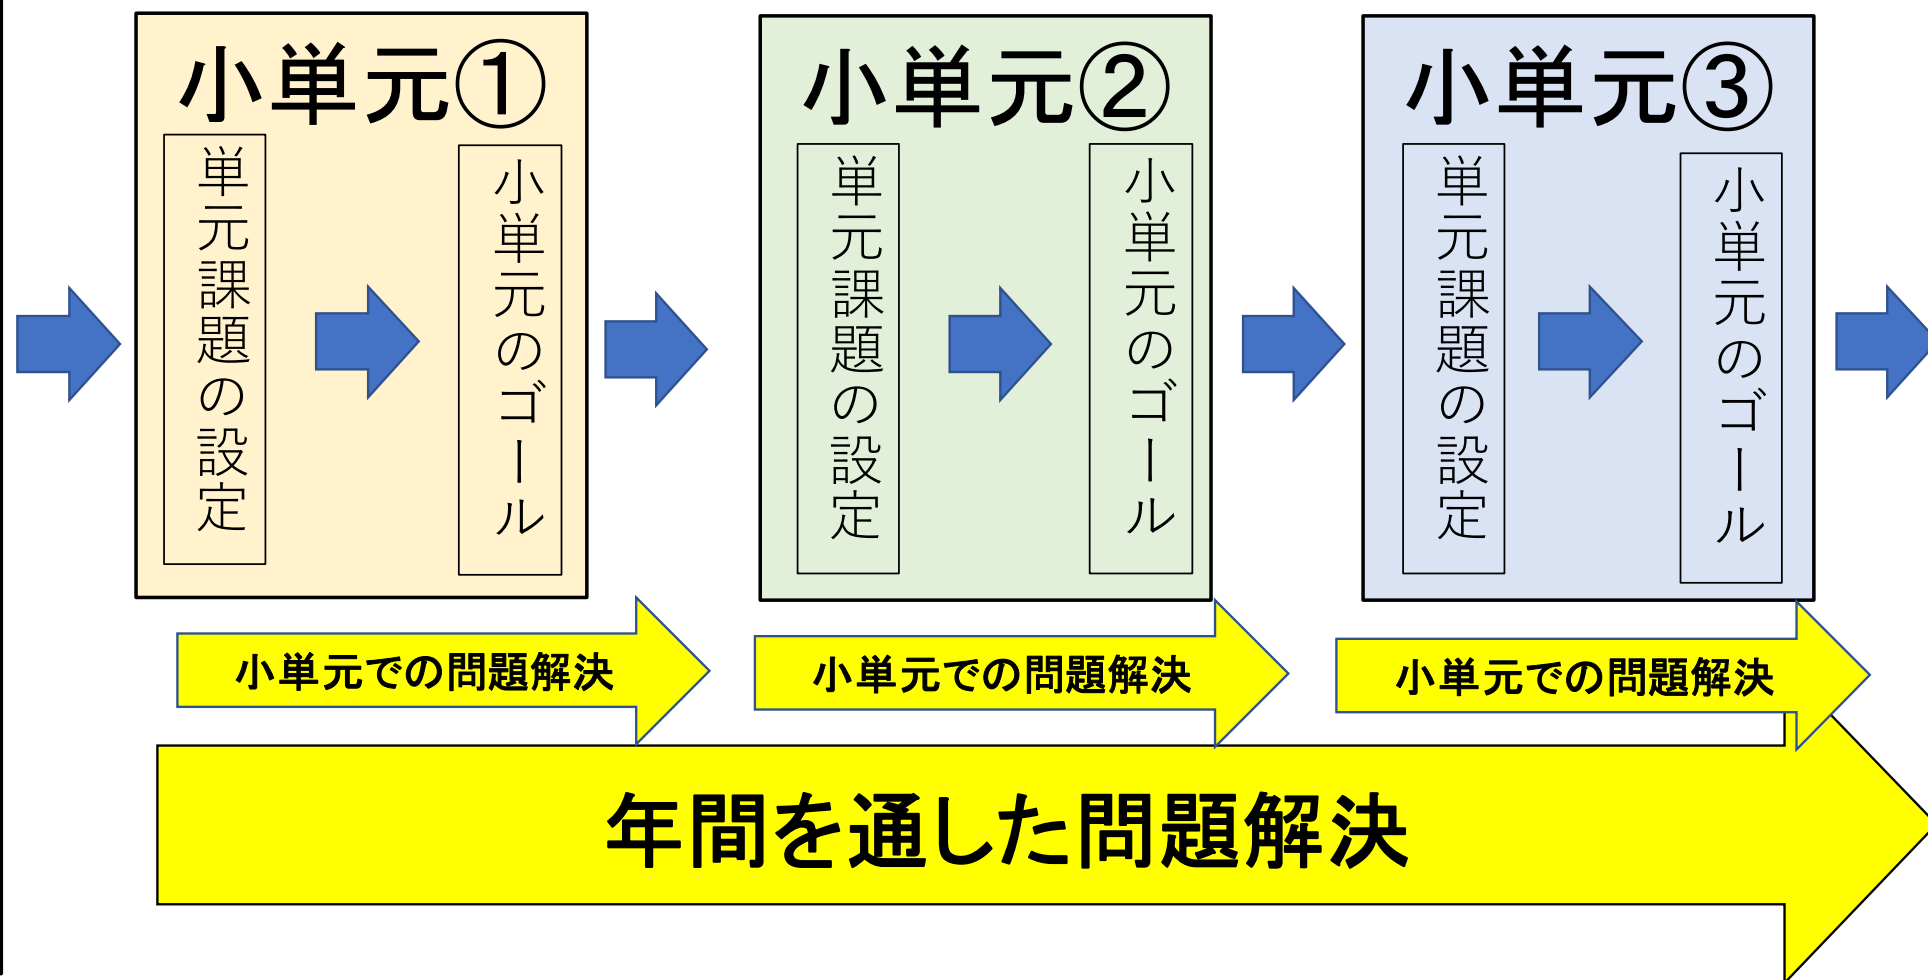 小単元①
単元課題の設定
小単元のゴール
小単元②
単元課題の設定
小単元のゴール
小単元③
単元課題の設定
小単元のゴール
小単元での問題解決
小単元での問題解決
小単元での問題解決
年間を通した問題解決